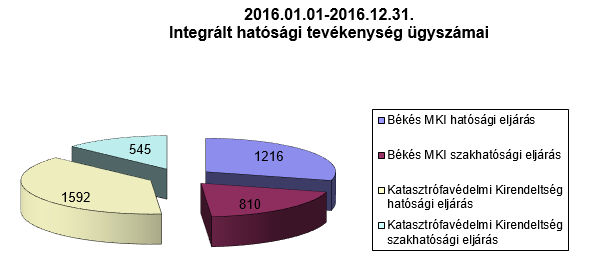 2016.01.01-2016.12.31.
Integrált hatósági tevékenység ügyszámai
545
1216
1592
810
Békés MKI hatósági eljárás
Békés MKI szakhatósági eljárás
Katasztrófavédelmi Kirendeltség
hatósági eljárás
Katasztrófavédelmi Kirendeltség
szakhatósági eljárás